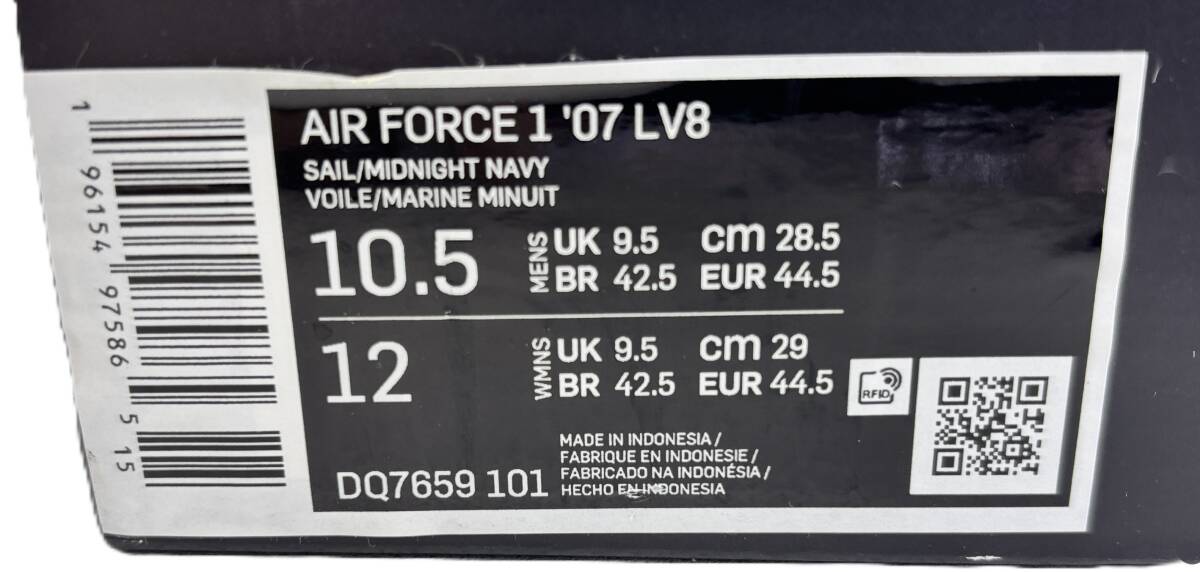 AIR FORCE 1 '07 LV8
SAIL/MIDNIGHT NAVY
VOILE/MARINE MINUIT
10.5 MENS UK 9.5 cm 28.5
BR 42.5 EUR 44.5
12 WMNS UK 9.5 cm 29
BR 42.5 EUR 44.5
RFID
MADE IN INDONESIA /
FABRIQUE EN INDONESIE /
FABRICADO NA INDONÉSIA /
HECHO EN INDONESIA
DQ7659 101
1 96154 97586 5 15